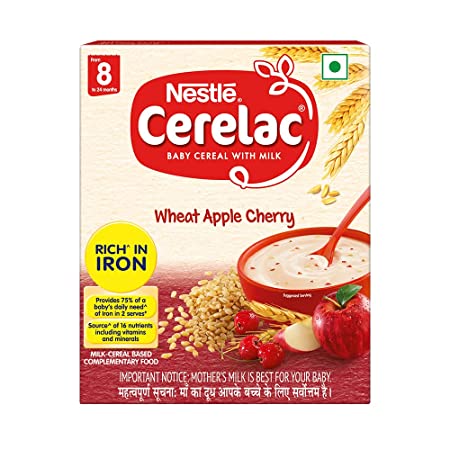 from
8
to 24 months
Nestlé®
Cerelac®
BABY CEREAL WITH MILK
Wheat Apple Cherry
RICH^ IN
IRON
Provides 75% of a
baby's daily need^
of Iron in 2 serves*
Source^ of 16 nutrients
including vitamins
and minerals
MILK-CEREAL BASED
COMPLEMENTARY FOOD
Suggested Serving
IMPORTANT NOTICE: MOTHER'S MILK IS BEST FOR YOUR BABY.
महत्वपूर्ण सूचना: माँ का दूध आपके बच्चे के लिए सर्वोत्तम है।